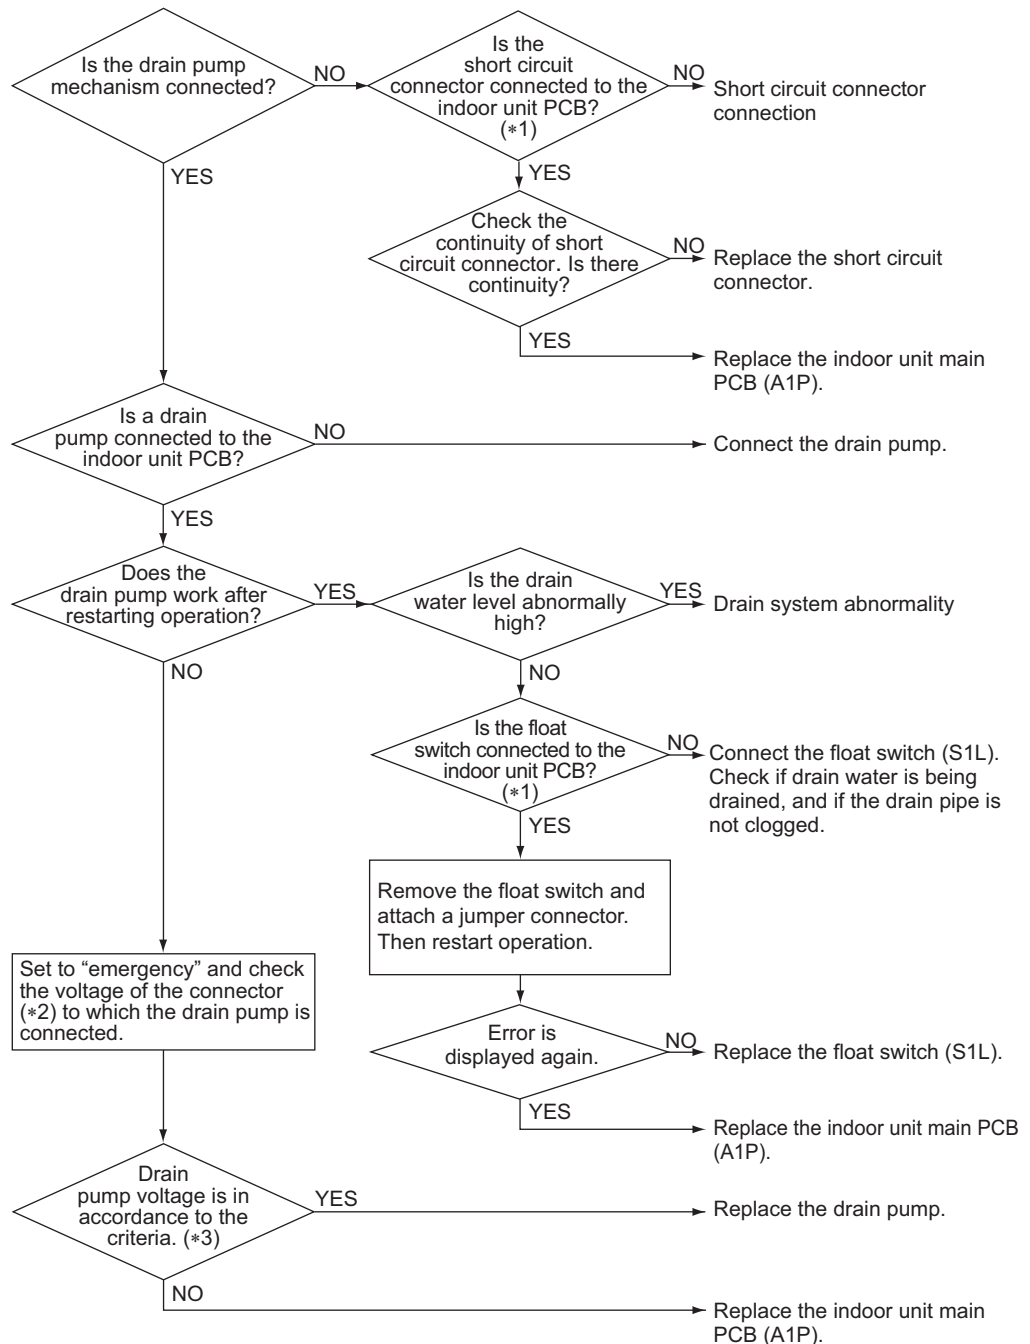 Is the drain pump
mechanism connected?
NO
Is the
short circuit
connector connected to the
indoor unit PCB?
(*1)
NO
Short circuit connector
connection
YES
YES
Check the
continuity of short
circuit connector. Is there
continuity?
NO
Replace the short circuit
connector.
YES
Replace the indoor unit main
PCB (A1P).
Is a drain
pump connected to the
indoor unit PCB?
NO
Connect the drain pump.
YES
Does the
drain pump work after
restarting operation?
YES
Is the drain
water level abnormally
high?
YES
Drain system abnormality
NO
NO
Is the float
switch connected to the
indoor unit PCB?
(*1)
NO
Connect the float switch (S1L).
Check if drain water is being
drained, and if the drain pipe is
not clogged.
YES
Remove the float switch and
attach a jumper connector.
Then restart operation.
Set to “emergency” and check
the voltage of the connector
(*2) to which the drain pump is
connected.
Error is
displayed again.
NO
Replace the float switch (S1L).
YES
Replace the indoor unit main PCB
(A1P).
Drain
pump voltage is in
accordance to the
criteria. (*3)
YES
Replace the drain pump.
NO
Replace the indoor unit main
PCB (A1P).